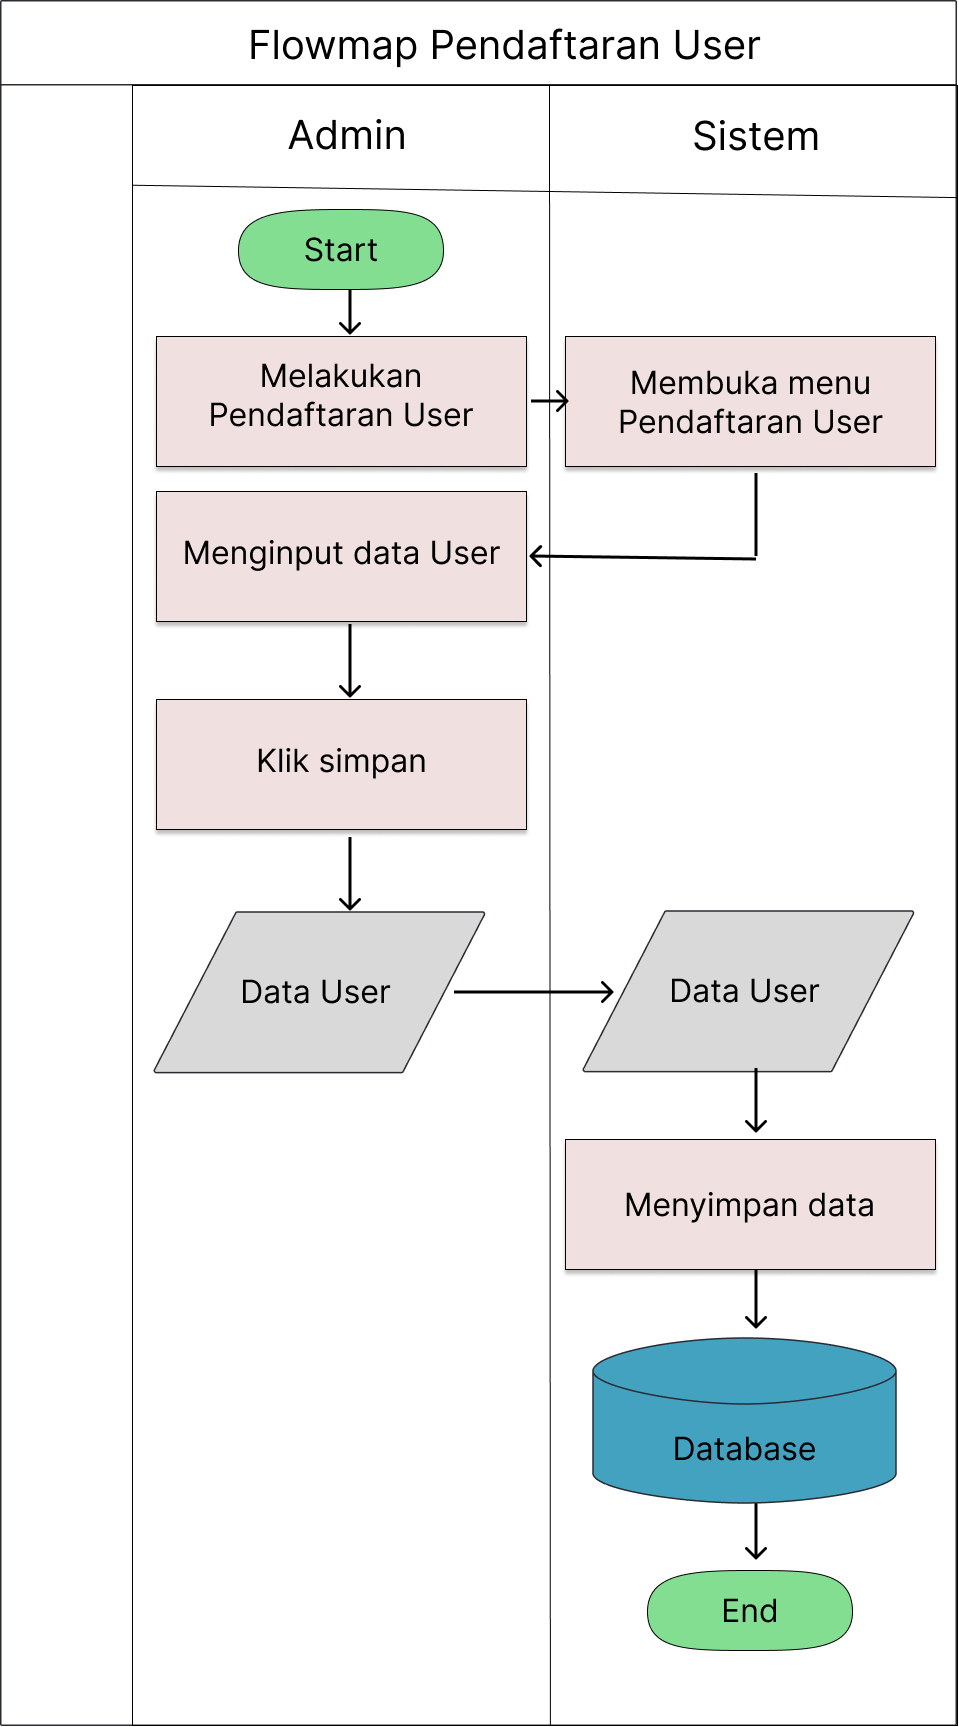 Flowmap Pendaftaran User
Admin
Sistem
Start
Melakukan
Pendaftaran User
Membuka menu
Pendaftaran User
Menginput data User
Klik simpan
Data User
Data User
Menyimpan data
Database
End